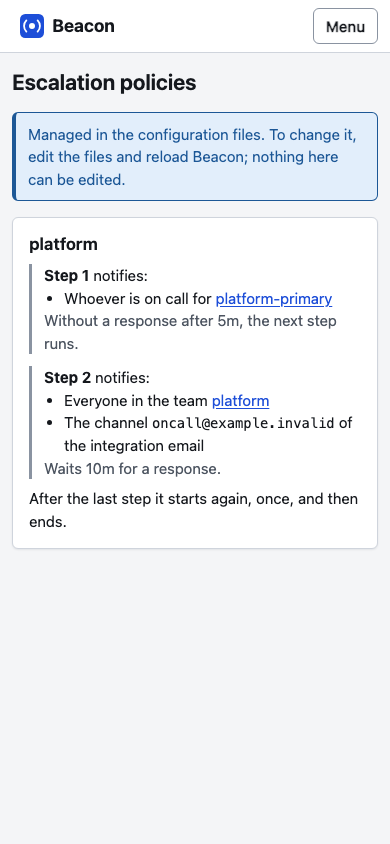 Beacon
Menu
Escalation policies
Managed in the configuration files. To change it,
edit the files and reload Beacon; nothing here
can be edited.
platform
Step 1 notifies:
• Whoever is on call for platform-primary
Without a response after 5m, the next step
runs.
Step 2 notifies:
• Everyone in the team platform
• The channel oncall@example.invalid of
the integration email
Waits 10m for a response.
After the last step it starts again, once, and then
ends.